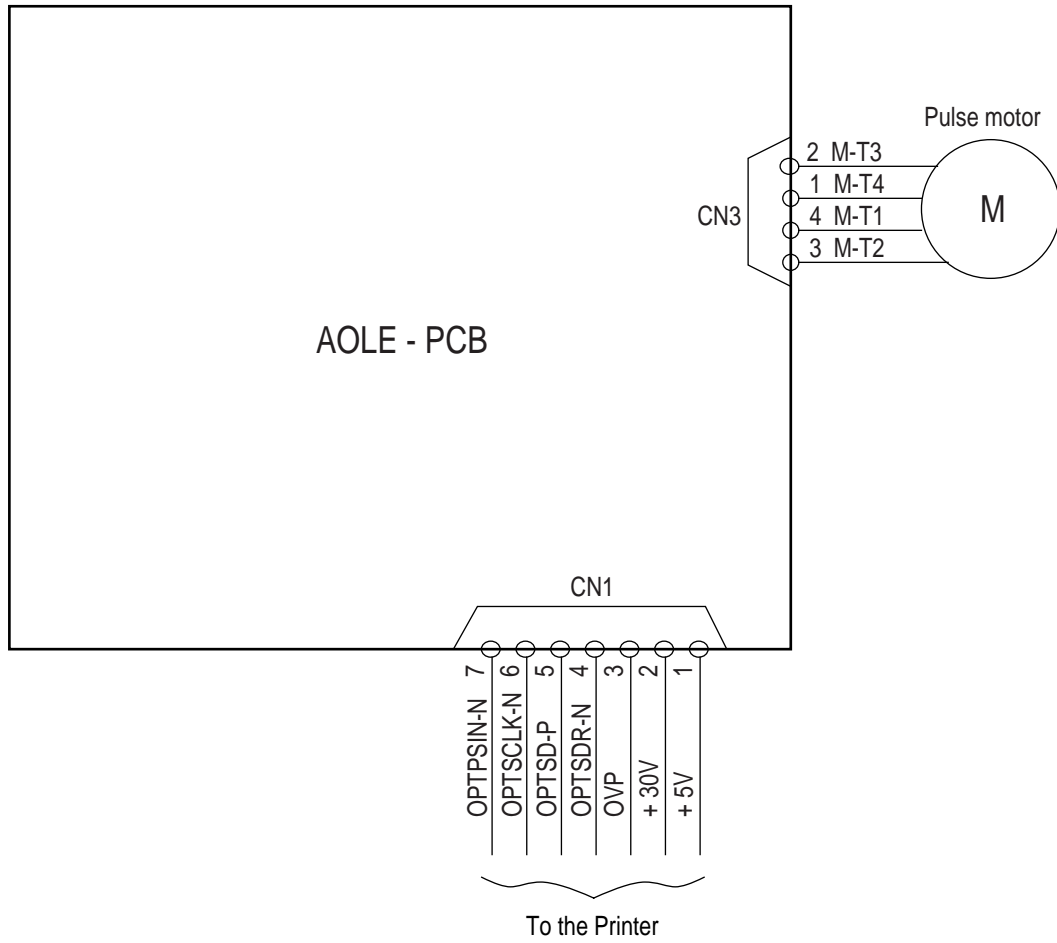 Pulse motor
2 M-T3
1 M-T4
4 M-T1
3 M-T2
CN3
M
AOLE - PCB
CN1
7
6
5
4
3
2
1
OPTPSIN-N
OPTSCLK-N
OPTSD-P
OPTSDR-N
OVP
+ 30V
+ 5V
To the Printer